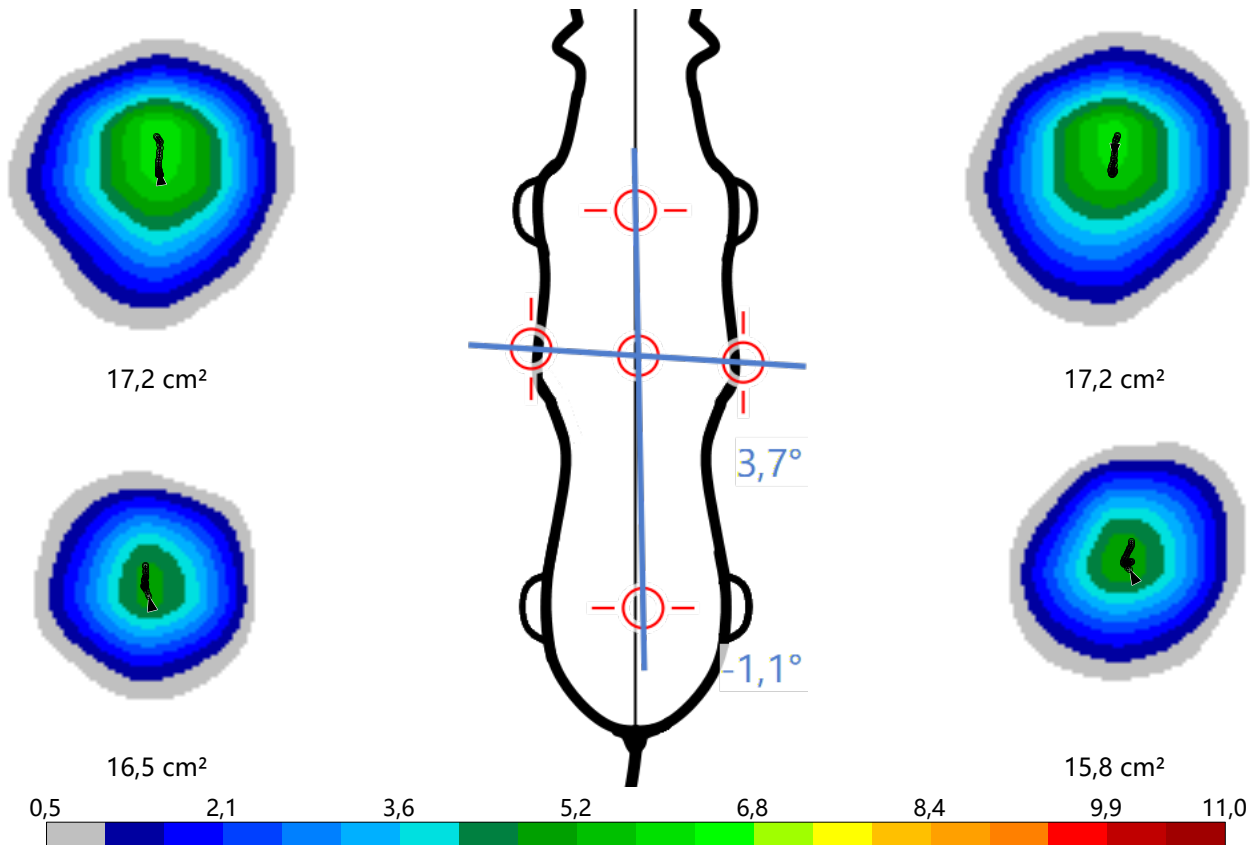 17,2 cm²
17,2 cm²
3,7°
-1,1°
16,5 cm²
15,8 cm²
0,5 2,1 3,6 5,2 6,8 8,4 9,9 11,0